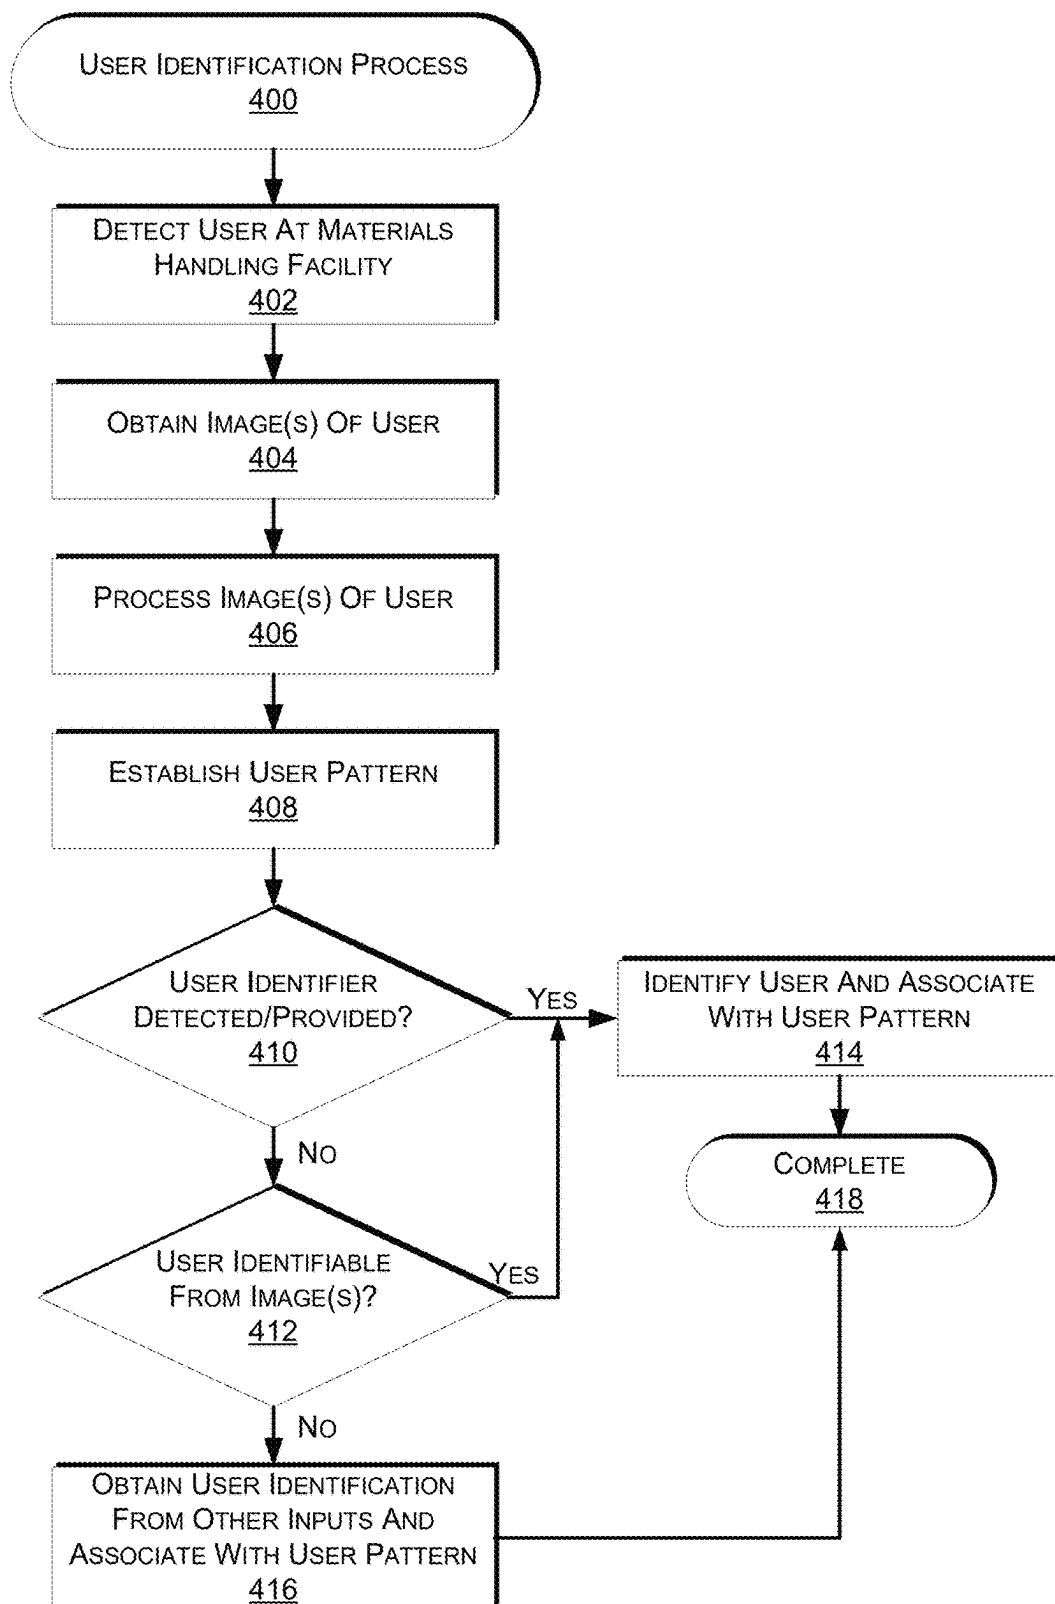 USER IDENTIFICATION PROCESS
400
DETECT USER AT MATERIALS
HANDLING FACILITY
402
OBTAIN IMAGE(S) OF USER
404
PROCESS IMAGE(S) OF USER
406
ESTABLISH USER PATTERN
408
USER IDENTIFIER
DETECTED/PROVIDED?
410
YES
IDENTIFY USER AND ASSOCIATE
WITH USER PATTERN
414
NO
COMPLETE
418
USER IDENTIFIABLE
FROM IMAGE(S)?
412
YES
NO
OBTAIN USER IDENTIFICATION
FROM OTHER INPUTS AND
ASSOCIATE WITH USER PATTERN
416